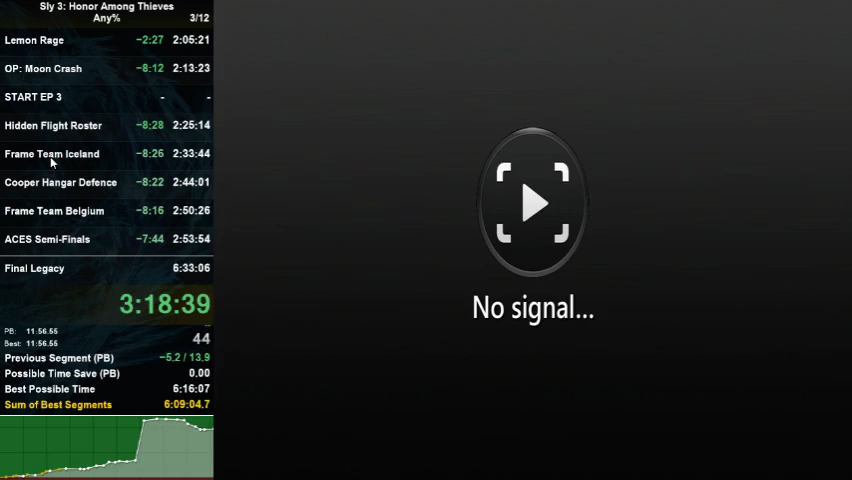 Sly 3: Honor Among Thieves
Any% 3/12
Lemon Rage -2:27 2:05:21
OP: Moon Crash -8:12 2:13:23
START EP 3 - -
Hidden Flight Roster -8:28 2:25:14
Frame Team Iceland -8:26 2:33:44
Cooper Hangar Defence -8:22 2:44:01
Frame Team Belgium -8:16 2:50:26
ACES Semi-Finals -7:44 2:53:54
Final Legacy 6:33:06
3:18:39
PB: 11:56.55
Best: 11:56.55
44
Previous Segment (PB) -5.2 / 13.9
Possible Time Save (PB) 0.00
Best Possible Time 6:16:07
Sum of Best Segments 6:09:04.7
No signal...